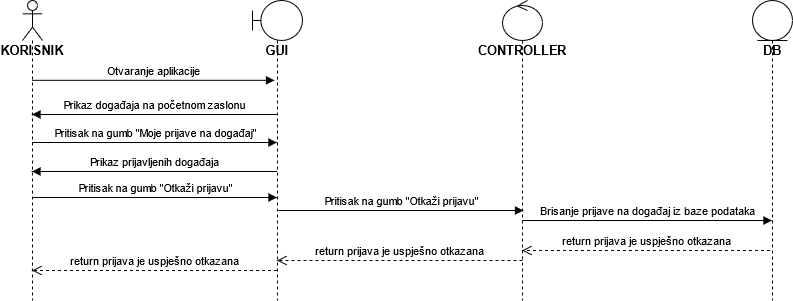 KORISNIK
GUI
CONTROLLER
DB
Otvaranje aplikacije
Prikaz događaja na početnom zaslonu
Pritisak na gumb "Moje prijave na događaj"
Prikaz prijavljenih događaja
Pritisak na gumb "Otkaži prijavu"
Pritisak na gumb "Otkaži prijavu"
Brisanje prijave na događaj iz baze podataka
return prijava je uspješno otkazana
return prijava je uspješno otkazana
return prijava je uspješno otkazana